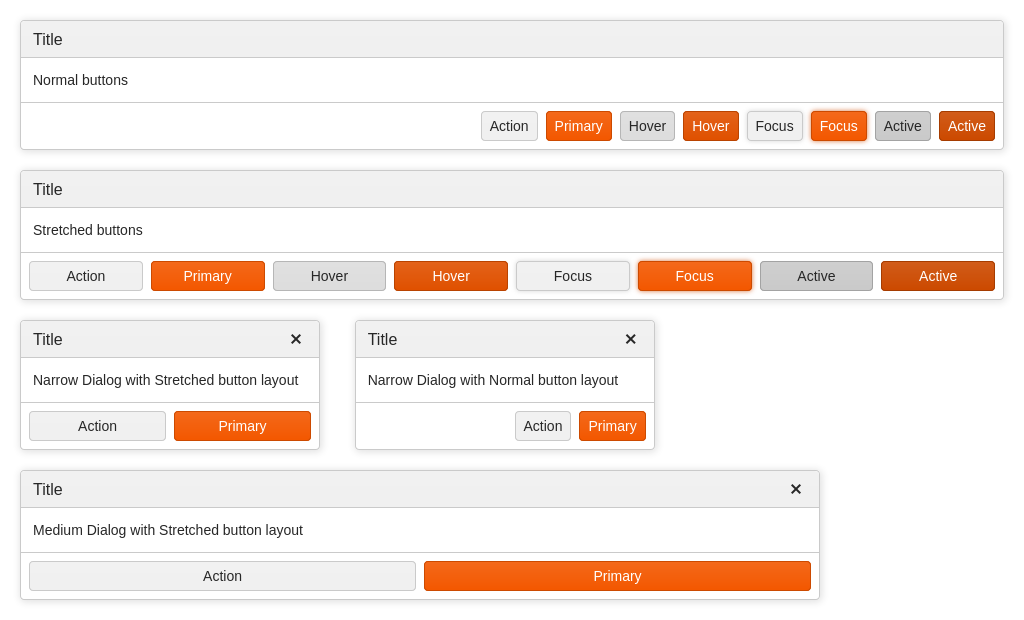 Title
Normal buttons
Action Primary Hover Hover Focus Focus Active Active
Title
Stretched buttons
Action Primary Hover Hover Focus Focus Active Active
Title ✕
Narrow Dialog with Stretched button layout
Action Primary
Title ✕
Narrow Dialog with Normal button layout
Action Primary
Title ✕
Medium Dialog with Stretched button layout
Action Primary